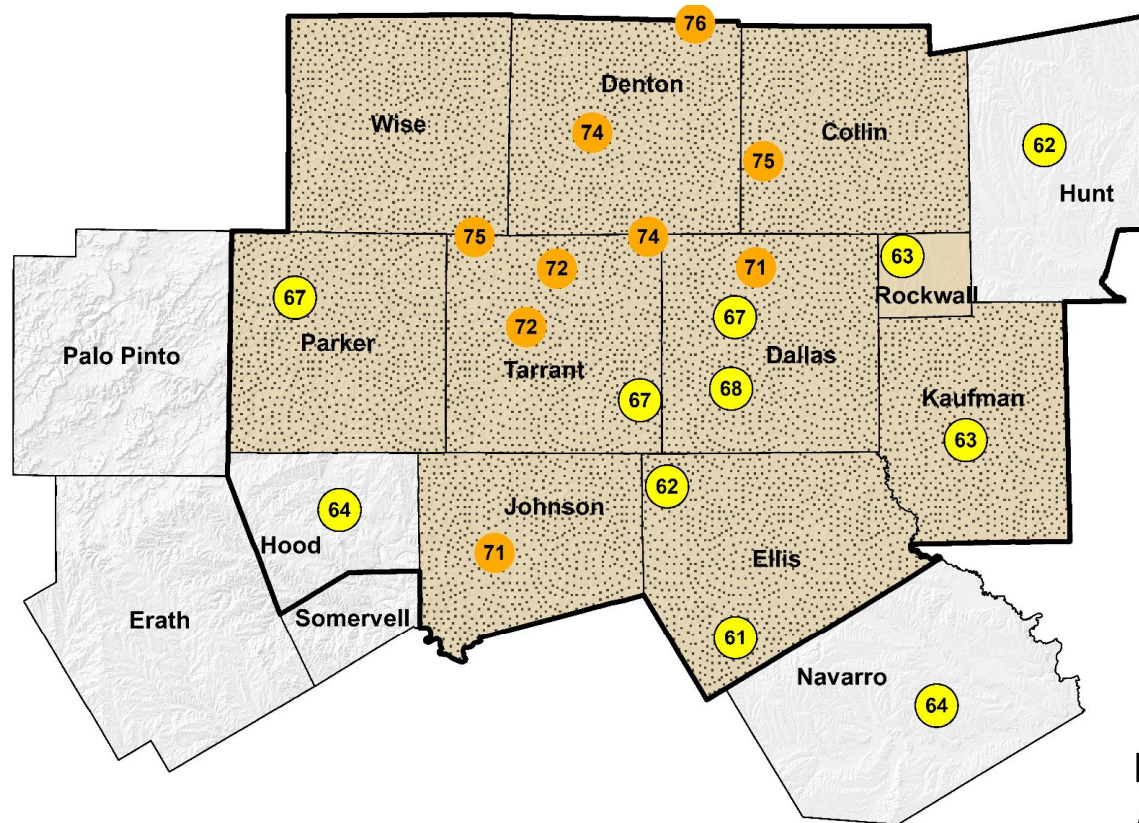 76
Denton
Wise
74
Collin
75
62
Hunt
75
74
63
72
71
67
Rockwall
67
72
Parker
Palo Pinto
Dallas
Tarrant
68
67
Kaufman
63
62
Johnson
64
Hood
71
Ellis
Erath
Somervell
61
Navarro
64